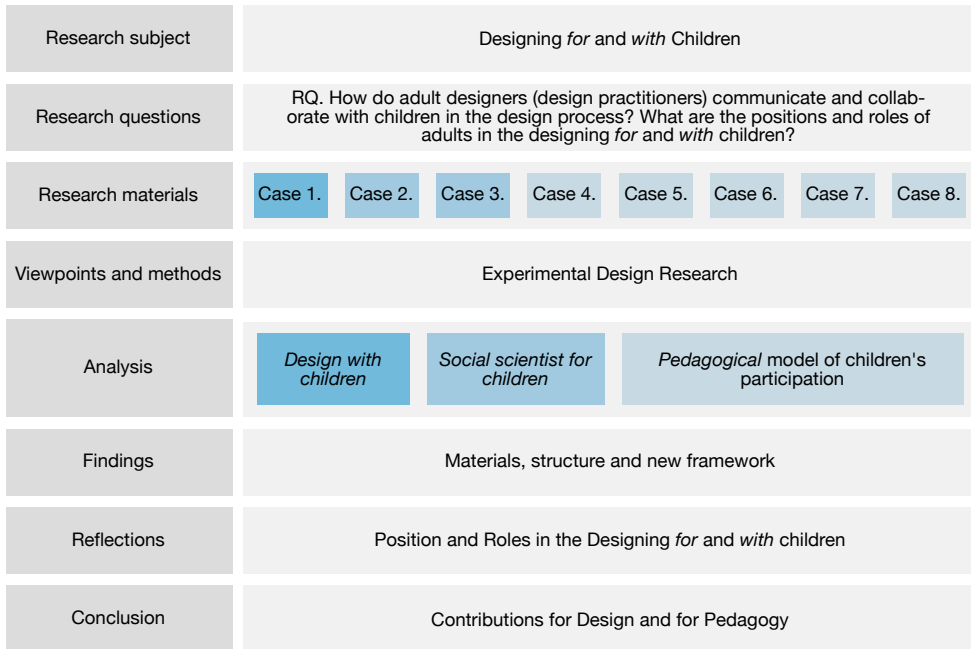 Research subject
Designing for and with Children
Research questions
RQ. How do adult designers (design practitioners) communicate and collab-
orate with children in the design process? What are the positions and roles of
adults in the designing for and with children?
Research materials
Case 1. Case 2. Case 3. Case 4. Case 5. Case 6. Case 7. Case 8.
Viewpoints and methods
Experimental Design Research
Analysis
Design with
children
Social scientist for
children
Pedagogical model of children's
participation
Findings
Materials, structure and new framework
Reflections
Position and Roles in the Designing for and with children
Conclusion
Contributions for Design and for Pedagogy